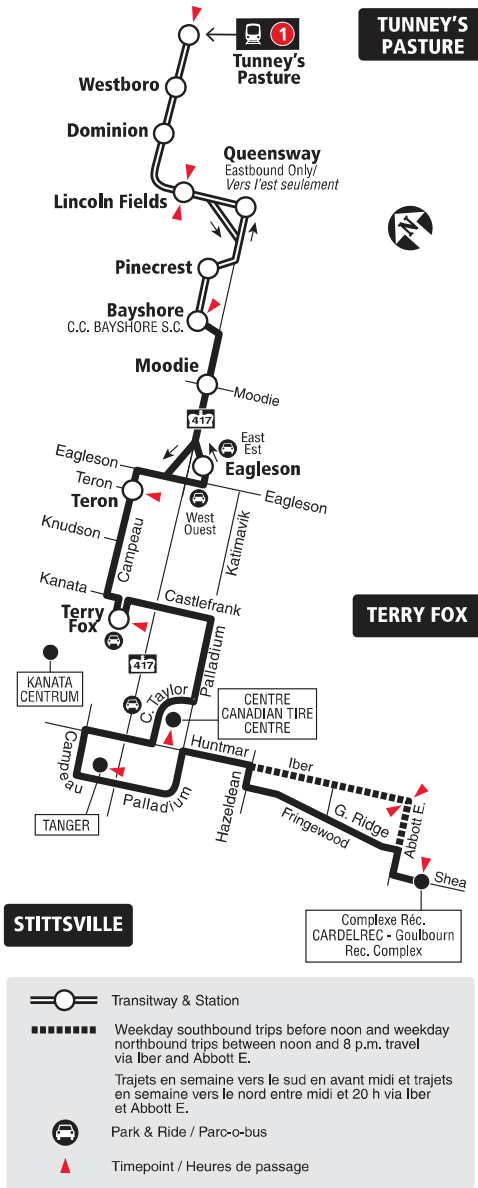 TUNNEY'S
PASTURE
1
Tunney's
Pasture
Westboro
Dominion
Queensway
Eastbound Only/
Vers l'est seulement
Lincoln Fields
N
Pinecrest
Bayshore
C.C. BAYSHORE S.C.
Moodie
Moodie
417
East
Est
Eagleson
Eagleson
Teron
Teron
Eagleson
West
Ouest
Knudson
Campeau
Katimavik
Kanata
Castlefrank
Terry
Fox
TERRY FOX
417
Palladium
KANATA
CENTRUM
C. Taylor
CENTRE
CANADIAN TIRE
CENTRE
Huntmar
Campeau
Iber
Palladium
Hazeldean
G. Ridge
Fringewood
Abbott E.
TANGER
Shea
STITTSVILLE
Complexe Réc.
CARDELREC - Goulbourn
Rec. Complex
Transitway & Station
Weekday southbound trips before noon and weekday
northbound trips between noon and 8 p.m. travel
via Iber and Abbott E.
Trajets en semaine vers le sud en avant midi et trajets
en semaine vers le nord entre midi et 20 h via Iber
et Abbott E.
Park & Ride / Parc-o-bus
Timepoint / Heures de passage